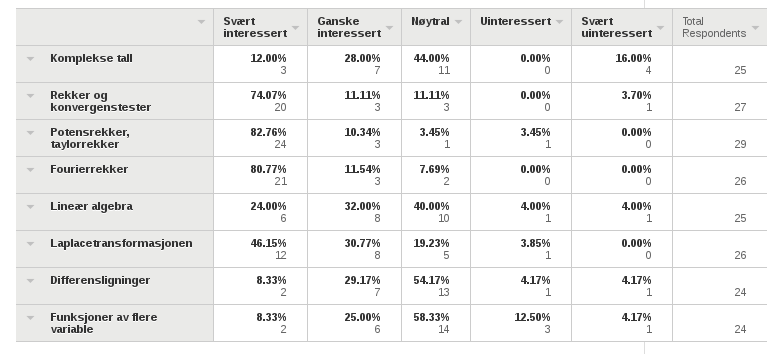 Svært interessert Ganske interessert Nøytral Uinteressert Svært uinteressert Total Respondents
Komplekse tall 12.00% 28.00% 44.00% 0.00% 16.00%
3 7 11 0 4 25
Rekker og konvergenstester 74.07% 11.11% 11.11% 0.00% 3.70%
20 3 3 0 1 27
Potensrekker, taylorrekker 82.76% 10.34% 3.45% 3.45% 0.00%
24 3 1 1 0 29
Fourierrekker 80.77% 11.54% 7.69% 0.00% 0.00%
21 3 2 0 0 26
Lineær algebra 24.00% 32.00% 40.00% 4.00% 4.00%
6 8 10 1 1 25
Laplacetransformasjonen 46.15% 30.77% 19.23% 3.85% 0.00%
12 8 5 1 0 26
Differensligninger 8.33% 29.17% 54.17% 4.17% 4.17%
2 7 13 1 1 24
Funksjoner av flere variable 8.33% 25.00% 58.33% 12.50% 4.17%
2 6 14 3 1 24